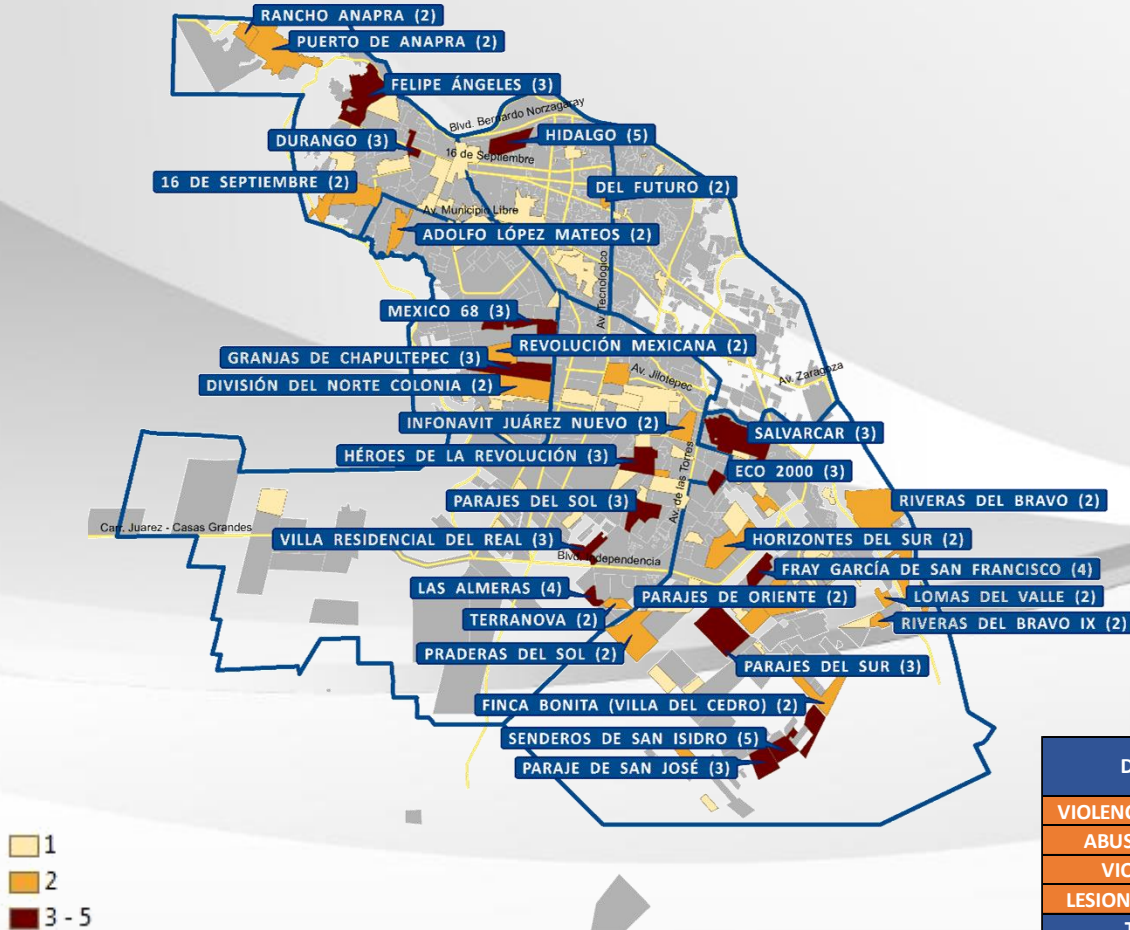 RANCHO ANAPRA (2)
PUERTO DE ANAPRA (2)
FELIPE ÁNGELES (3)
Blvd. Bernardo Norzagaray
DURANGO (3)
HIDALGO (5)
16 de Septiembre
16 DE SEPTIEMBRE (2)
DEL FUTURO (2)
Av. Municipio Libre
ADOLFO LÓPEZ MATEOS (2)
Av. Tecnologico
MEXICO 68 (3)
REVOLUCIÓN MEXICANA (2)
GRANJAS DE CHAPULTEPEC (3)
Av. Jilotepec
Av. Zaragoza
DIVISIÓN DEL NORTE COLONIA (2)
INFONAVIT JUÁREZ NUEVO (2)
SALVARCAR (3)
HÉROES DE LA REVOLUCIÓN (3)
ECO 2000 (3)
Av. de las Torres
PARAJES DEL SOL (3)
RIVERAS DEL BRAVO (2)
Carr. Juarez - Casas Grandes
VILLA RESIDENCIAL DEL REAL (3)
HORIZONTES DEL SUR (2)
Blvd. Independencia
FRAY GARCÍA DE SAN FRANCISCO (4)
LAS ALMERAS (4)
PARAJES DE ORIENTE (2)
LOMAS DEL VALLE (2)
TERRANOVA (2)
RIVERAS DEL BRAVO IX (2)
PRADERAS DEL SOL (2)
PARAJES DEL SUR (3)
FINCA BONITA (VILLA DEL CEDRO) (2)
SENDEROS DE SAN ISIDRO (5)
PARAJE DE SAN JOSÉ (3)
1
2
3 - 5
D
VIOLENC
ABUS
VIO
LESION
T